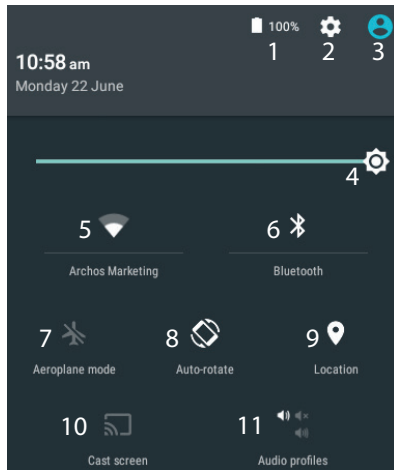 100%
1 2 3
10:58 am
Monday 22 June
4
5 6
Archos Marketing Bluetooth
7 8 9
Aeroplane mode Auto-rotate Location
10 11
Cast screen Audio profiles